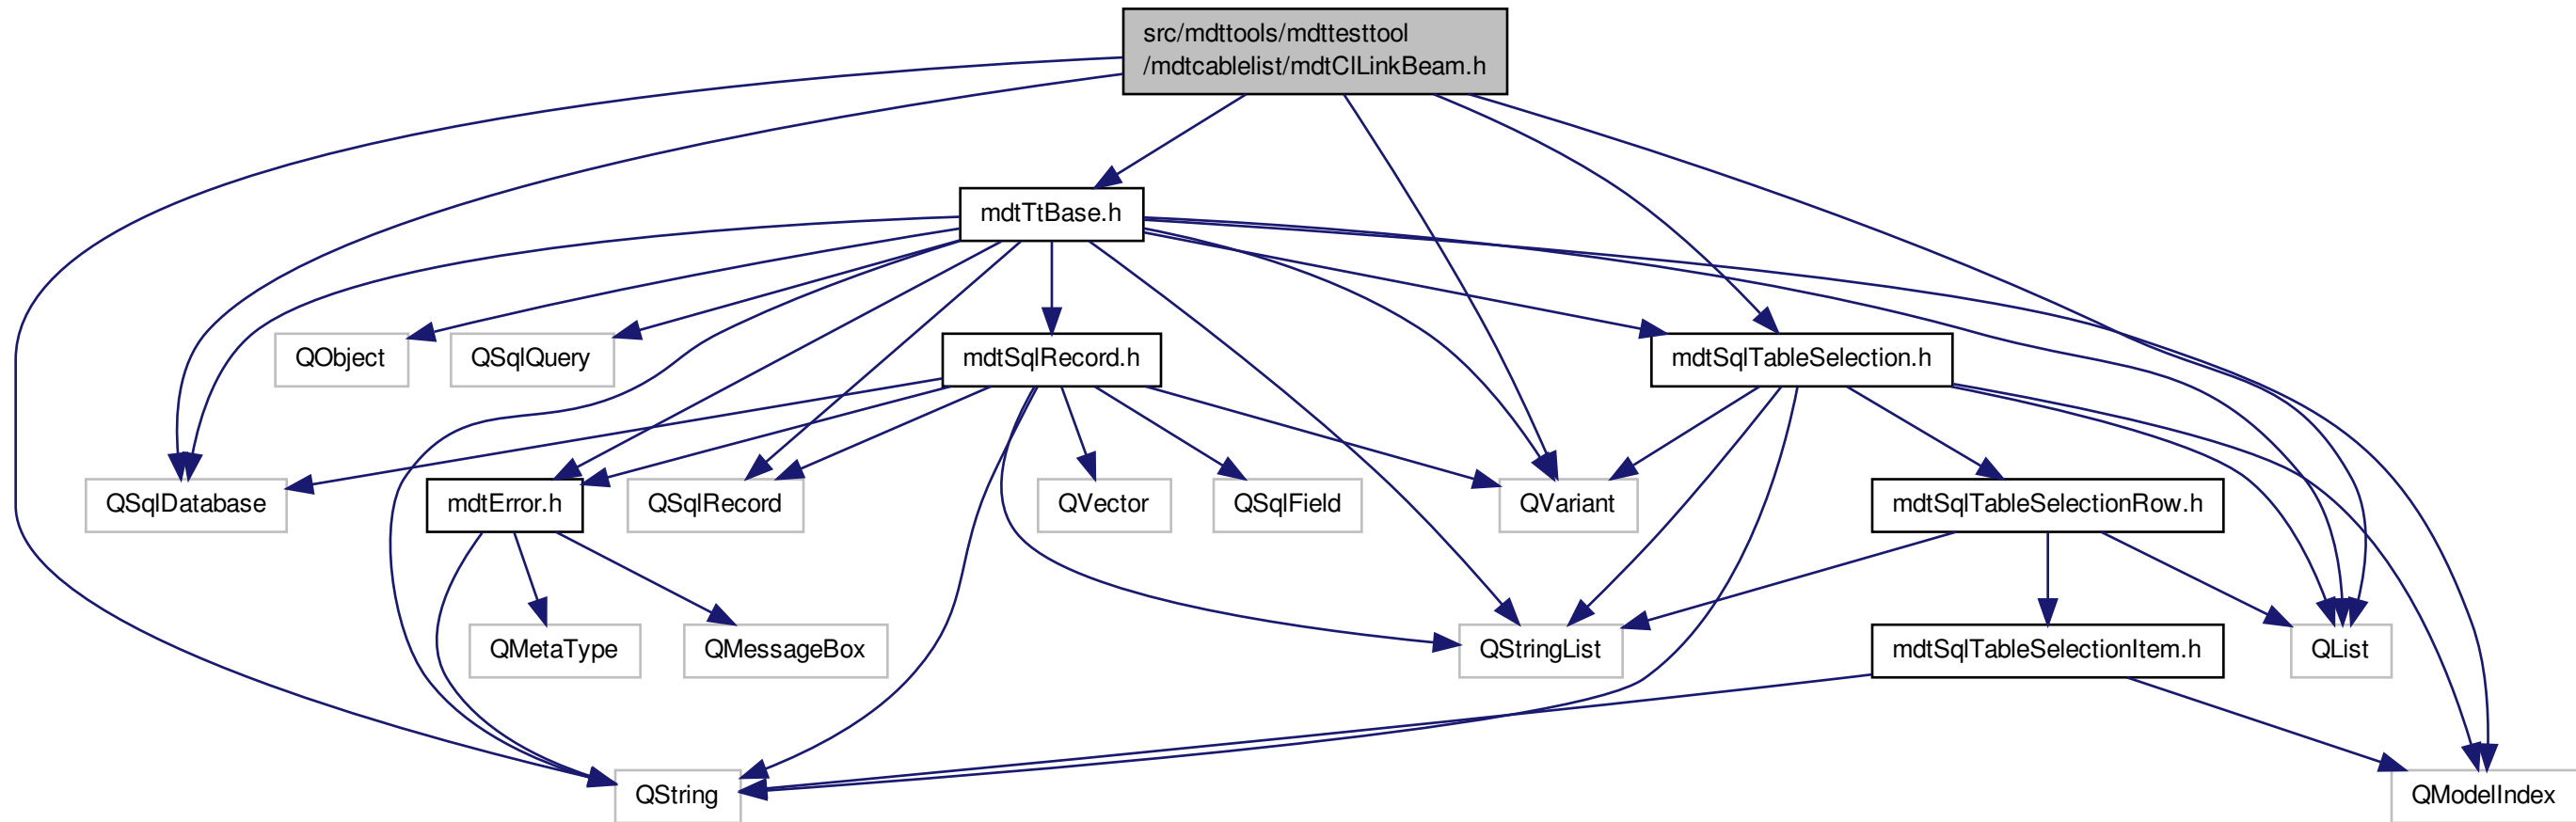 src/mdttools/mdttesttool
/mdtcablelist/mdtClLinkBeam.h
mdtTtBase.h
QObject
QSqlQuery
mdtSqlRecord.h
mdtSqlTableSelection.h
QSqlDatabase
mdtError.h
QSqlRecord
QVector
QSqlField
QVariant
mdtSqlTableSelectionRow.h
QMetaType
QMessageBox
QStringList
mdtSqlTableSelectionItem.h
QList
QString
QModelIndex